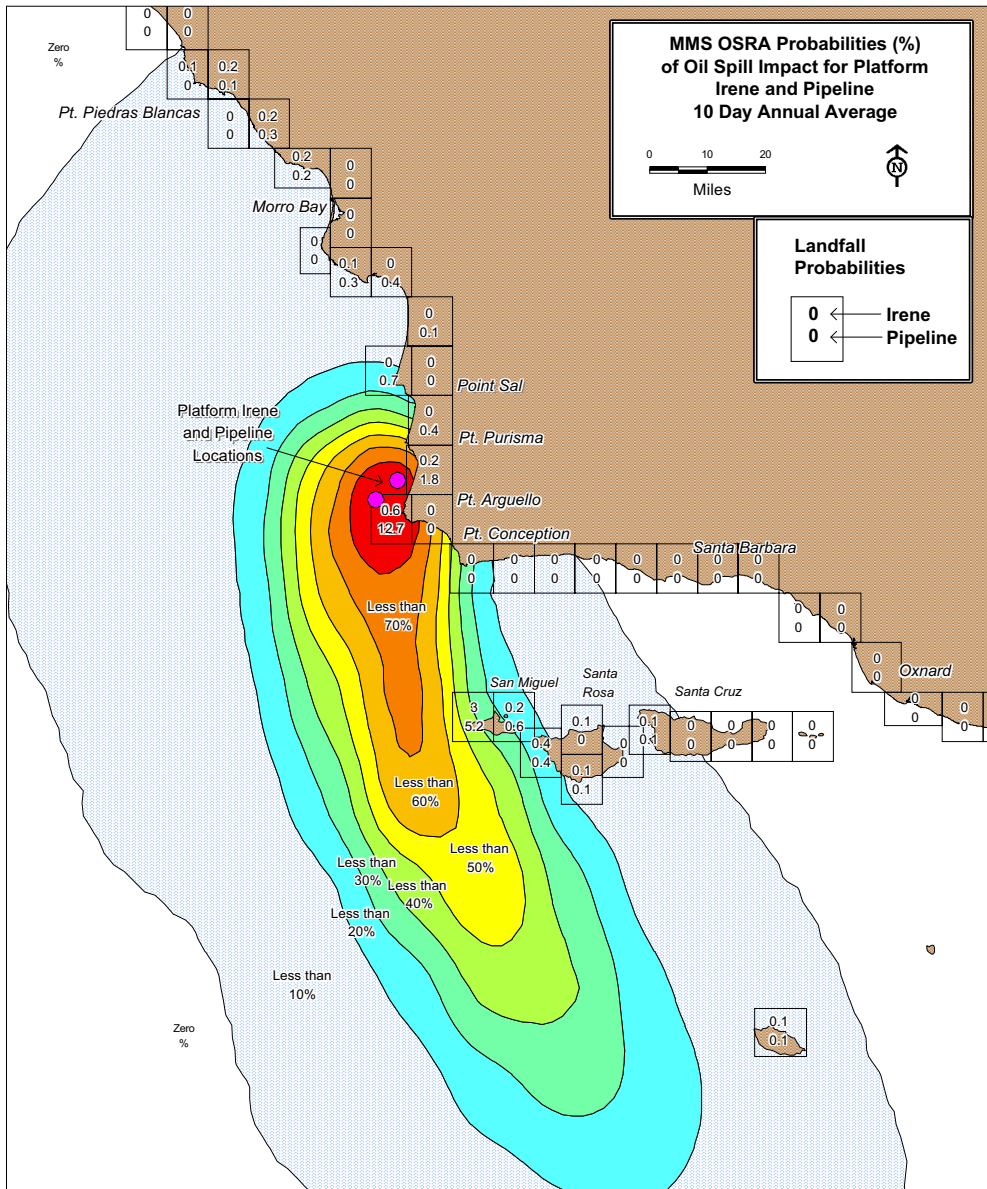 MMS OSRA Probabilities (%)
of Oil Spill Impact for Platform
Irene and Pipeline
10 Day Annual Average
0 10 20
Miles
N
Landfall
Probabilities
0 Irene
0 Pipeline
Zero
%
0 0
0 0
0.1 0.2
0 0.1
Pt. Piedras Blancas
0 0.2
0 0.3
0.2 0
0.2 0
Morro Bay
0
0
0
0
0.1 0
0.3 0.4
0
0.1
0 0
0.7 0
Point Sal
Platform Irene
and Pipeline
Locations
0
0.4
Pt. Purisma
0.2
1.8
0.6 0
12.7 0
Pt. Arguello
Pt. Conception
Santa Barbara
0 0 0 0 0 0 0 0
0 0 0 0 0 0 0 0
0 0
0 0
0
0
Oxnard
0 0
0 0
Less than
70%
San Miguel
Santa
Rosa
Santa Cruz
3 0.2
5.2 0.6
0.4
0.4
0.1
0
0.1
0.1
0
0
0.1 0 0 0 0
0.1 0 0 0 0
Less than
60%
Less than
50%
Less than
30%
Less than
40%
Less than
20%
Less than
10%
Zero
%
0.1
0.1